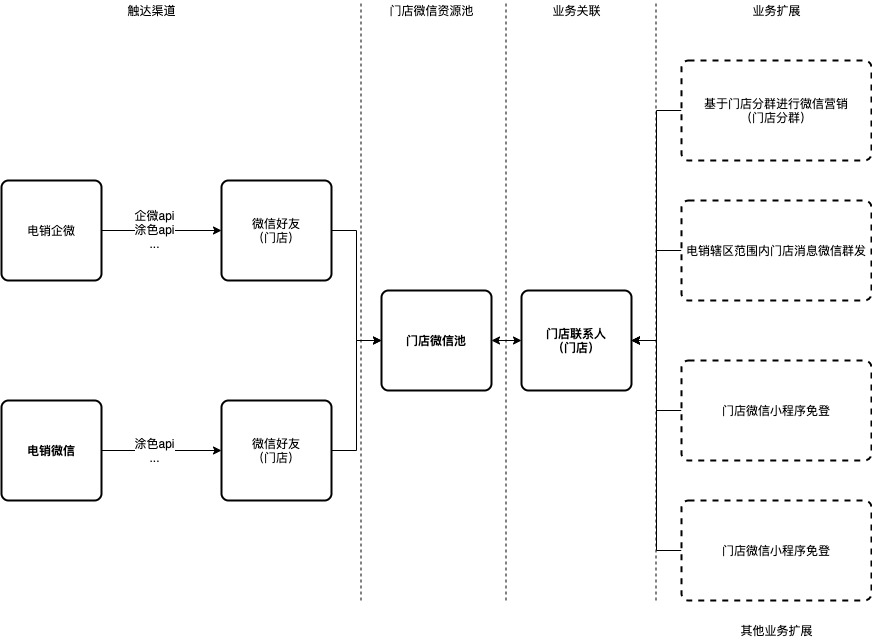 触达渠道
门店微信资源池
业务关联
业务扩展
基于门店分群进行微信营销
(门店分群)
电销企微
企微api
涂色api
...
微信好友
(门店)
电销辖区范围内门店消息微信群发
门店微信池
门店联系人
(门店)
电销微信
涂色api
...
微信好友
(门店)
门店微信小程序免登
门店微信小程序免登
其他业务扩展